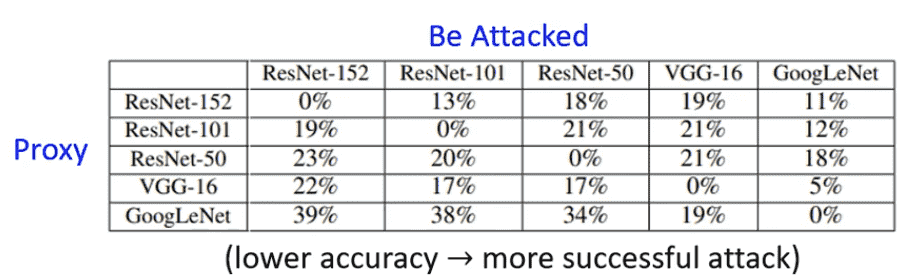 Be Attacked
ResNet-152 ResNet-101 ResNet-50 VGG-16 GoogLeNet
ResNet-152 0% 13% 18% 19% 11%
ResNet-101 19% 0% 21% 21% 12%
Proxy
ResNet-50 23% 20% 0% 21% 18%
VGG-16 22% 17% 17% 0% 5%
GoogLeNet 39% 38% 34% 19% 0%
(lower accuracy → more successful attack)